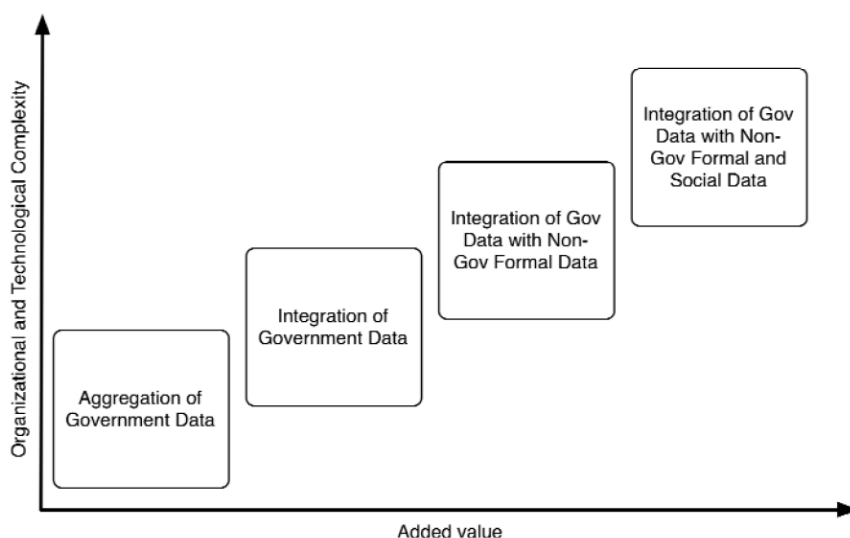 Organizational and Technological Complexity
Integration of Gov
Data with Non-
Gov Formal and
Social Data
Integration of Gov
Data with Non-
Gov Formal Data
Integration of
Government Data
Aggregation of
Government Data
Added value